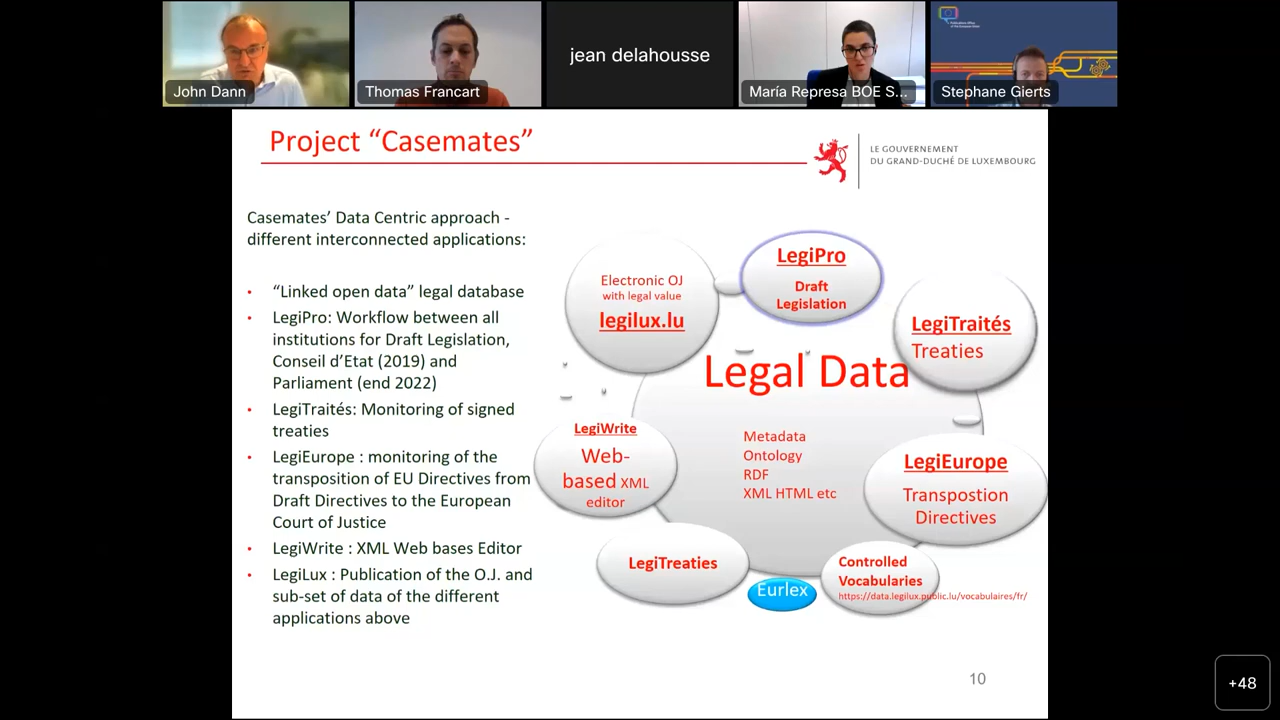 jean delahousse
John Dann
Thomas Francart
María Represa BOE S...
Stephane Gierts
Project “Casemates”
LE GOUVERNEMENT
DU GRAND-DUCHÉ DE LUXEMBOURG
Casemates’ Data Centric approach -
different interconnected applications:
• “Linked open data” legal database
• LegiPro: Workflow between all
institutions for Draft Legislation,
Conseil d’Etat (2019) and
Parliament (end 2022)
• LegiTraités: Monitoring of signed
treaties
• LegiEurope : monitoring of the
transposition of EU Directives from
Draft Directives to the European
Court of Justice
• LegiWrite : XML Web bases Editor
• LegiLux : Publication of the O.J. and
sub-set of data of the different
applications above
Electronic OJ
with legal value
legilux.lu
LegiPro
Draft
Legislation
LegiTraités
Treaties
Legal Data
Metadata
Ontology
RDF
XML HTML etc
LegiWrite
Web-
based XML
editor
LegiEurope
Transpostion
Directives
LegiTreaties
Eurlex
Controlled
Vocabularies
https://data.legilux.public.lu/vocabulaires/fr/
10
+48